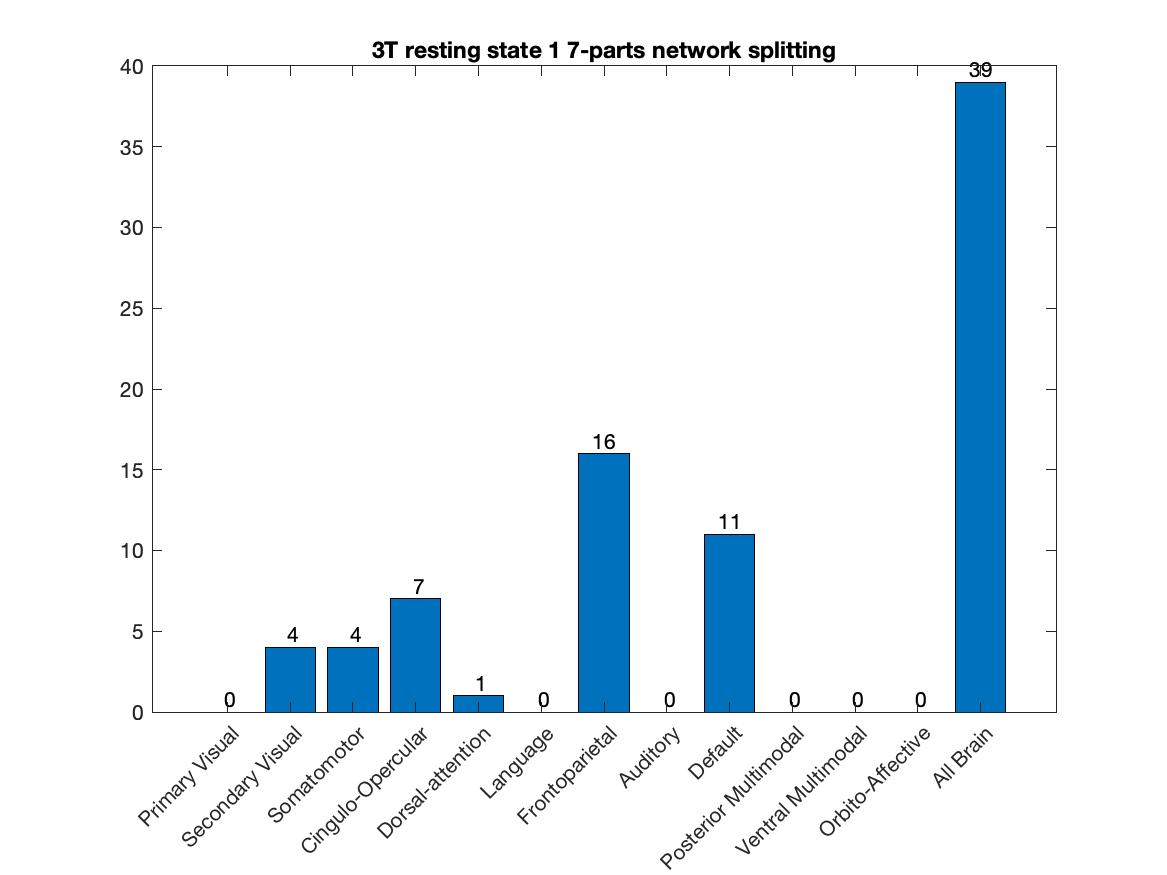 3T resting state 1 7-parts network splitting
40
35
30
25
20
15
10
5
0
0
4
4
7
1
0
16
0
11
0
0
0
39
Primary Visual
Secondary Visual
Somatomotor
Cingulo-Opercular
Dorsal-attention
Language
Frontoparietal
Auditory
Default
Posterior Multimodal
Ventral Multimodal
Orbito-Affective
All Brain